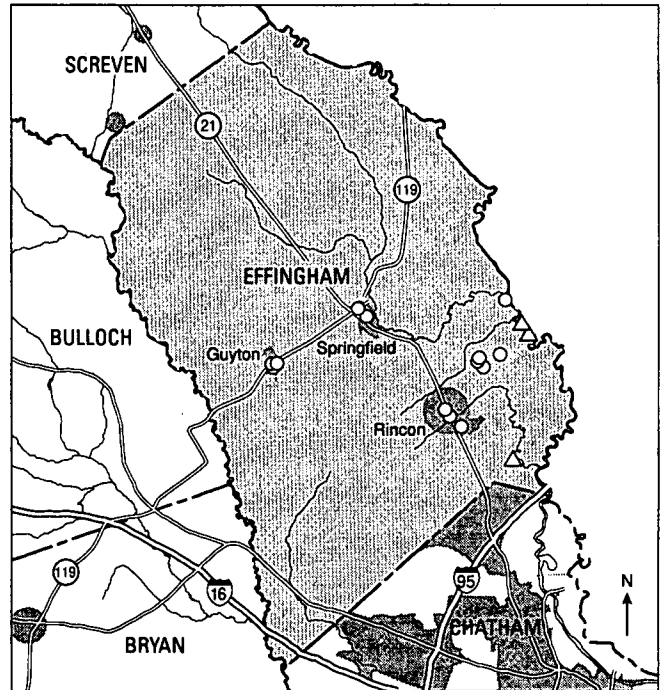 SCREVEN
21
119
EFFINGHAM
BULLOCH
Guyton
Springfield
Rincon
119
16
95
N
CHATHAM
BRYAN